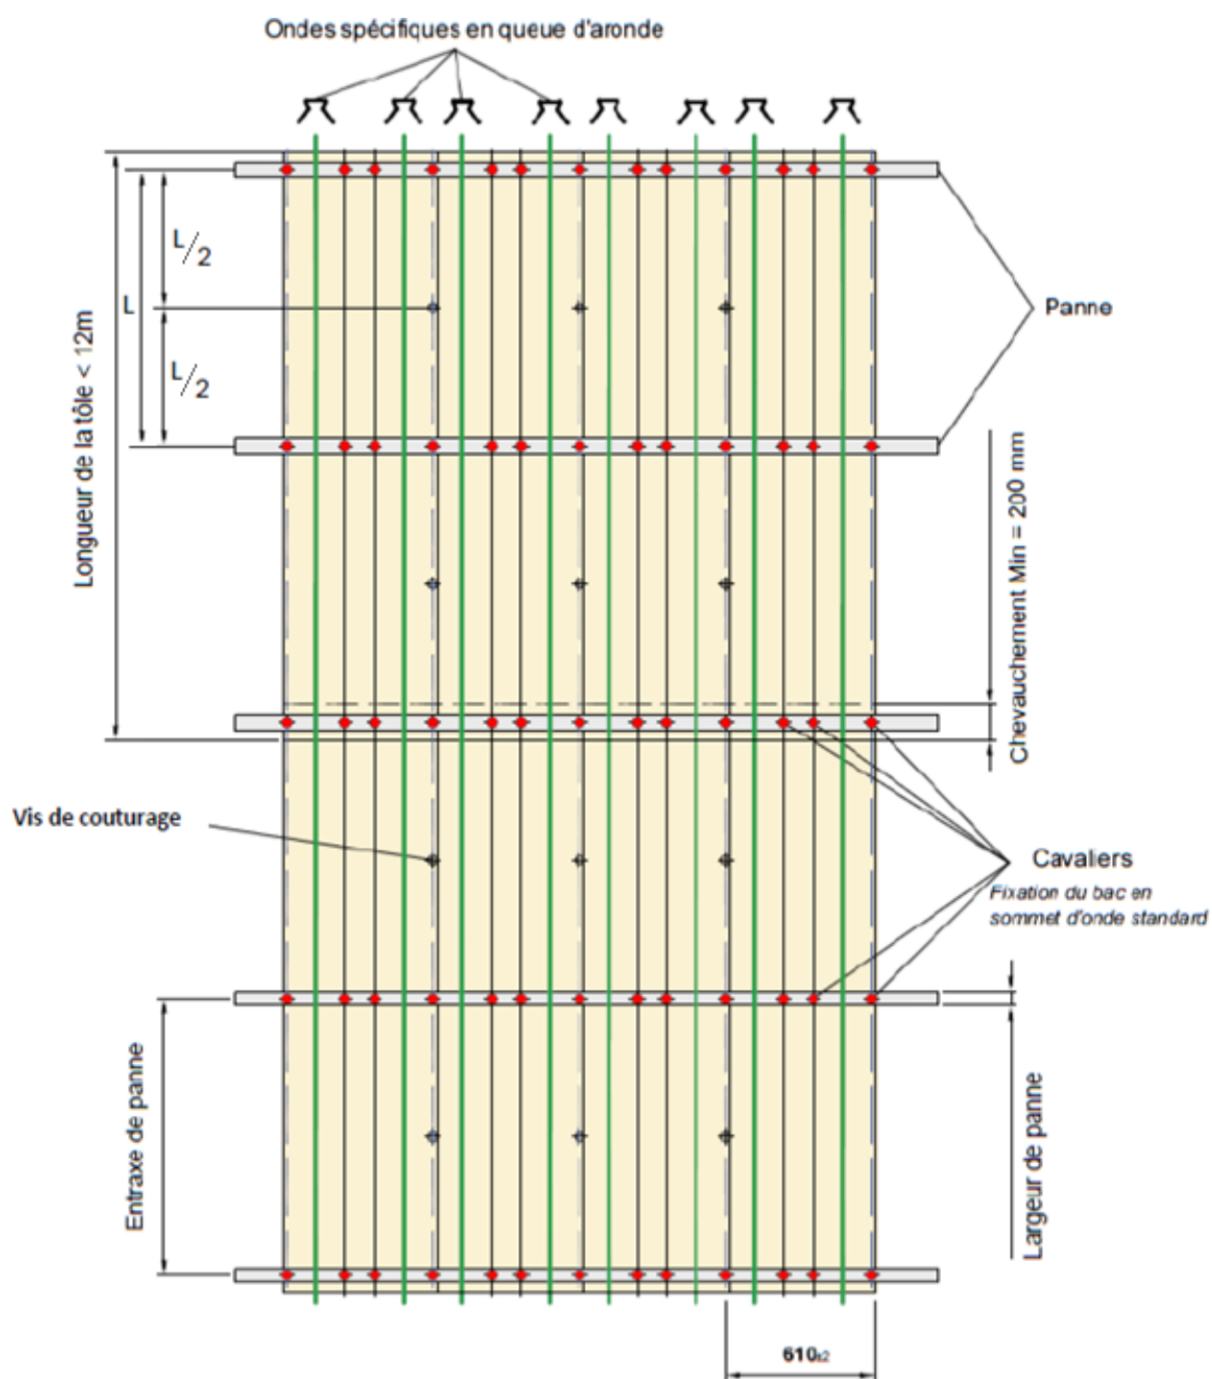 Ondes spécifiques en queue d'aronde
L/2
L
Panne
L/2
Longueur de la tôle < 12m
Chevauchement Min = 200 mm
Vis de couturage
Cavaliers
Fixation du bac en
sommet d'onde standard
Entraxe de panne
Largeur de panne
610±2